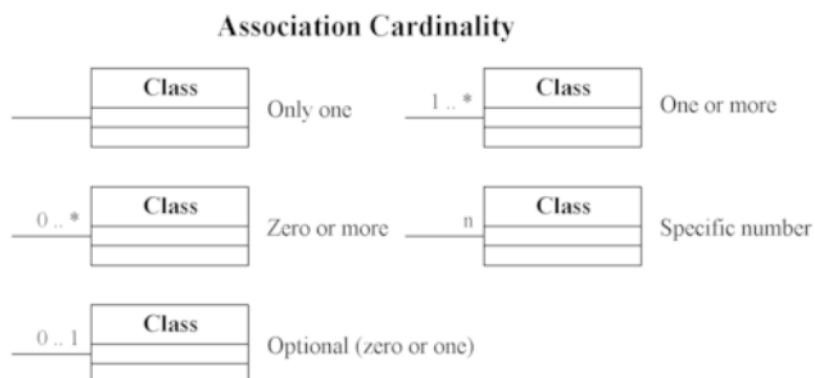 Association Cardinality
Class
Only one
1 .. *
Class
One or more
0 .. *
Class
Zero or more
n
Class
Specific number
0 .. 1
Class
Optional (zero or one)